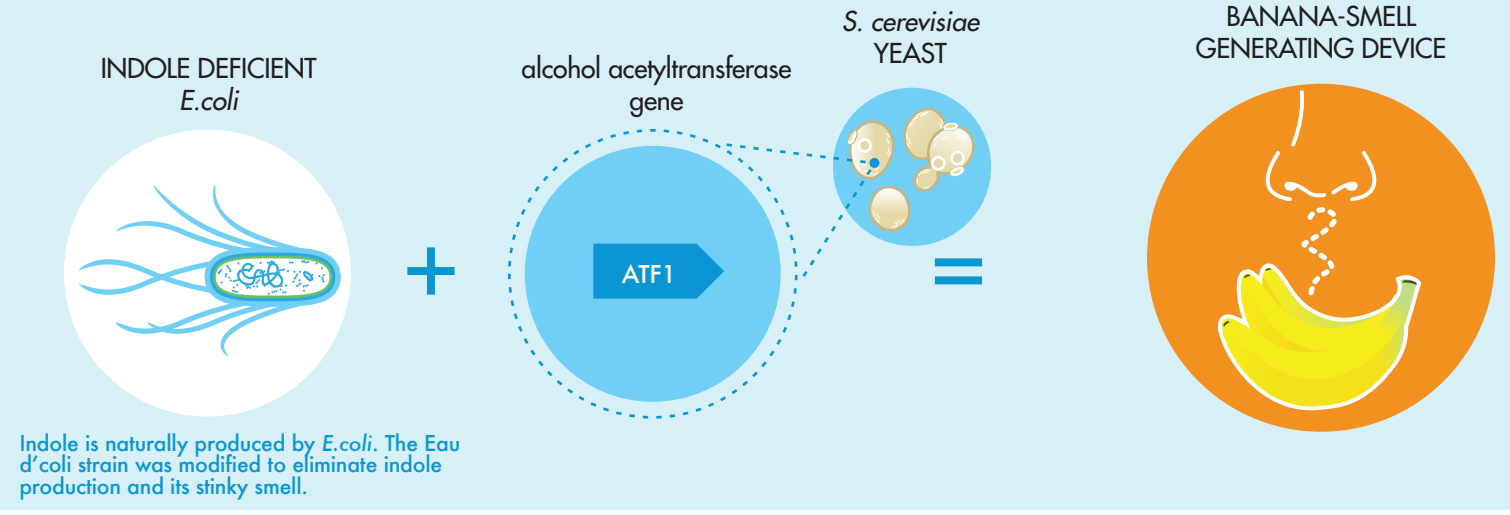 INDOLE DEFICIENT
E.coli
alcohol acetyltransferase
gene
S. cerevisiae
YEAST
BANANA-SMELL
GENERATING DEVICE
+
ATF1
=
Indole is naturally produced by E.coli. The Eau
d’coli strain was modified to eliminate indole
production and its stinky smell.